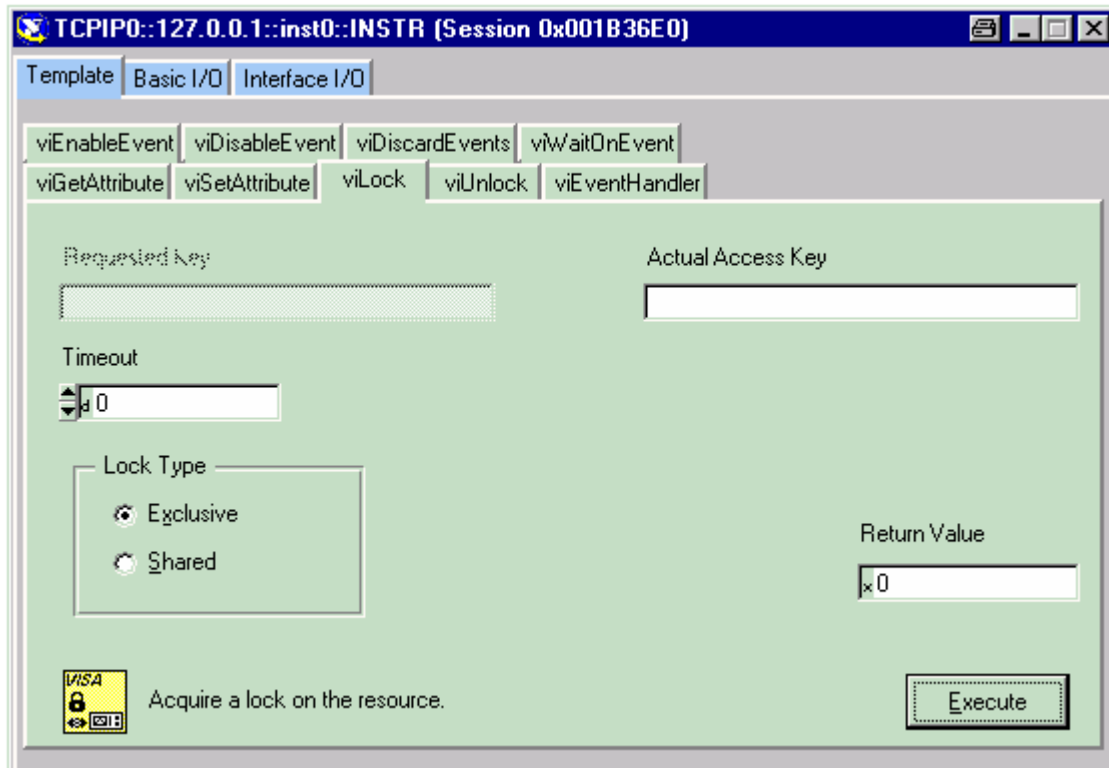 TCPIP0::127.0.0.1::inst0::INSTR (Session 0x001B36E0)
Template Basic I/O Interface I/O
viEnableEvent viDisableEvent viDiscardEvents viWaitOnEvent
viGetAttribute viSetAttribute viLock viUnlock viEventHandler
Requested Key Actual Access Key
Timeout
d 0
Lock Type
Exclusive
Shared
Return Value
x 0
VISA
Acquire a lock on the resource.
Execute